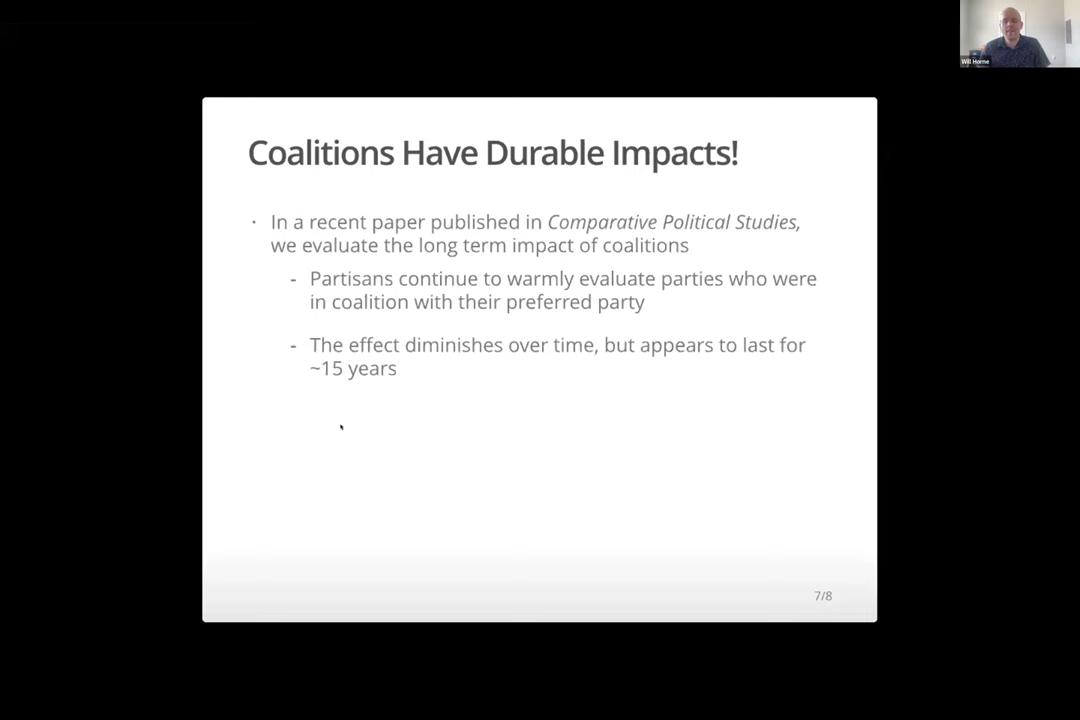 Will Horne
Coalitions Have Durable Impacts!
· In a recent paper published in Comparative Political Studies,
we evaluate the long term impact of coalitions
- Partisans continue to warmly evaluate parties who were
in coalition with their preferred party
- The effect diminishes over time, but appears to last for
~15 years
7/8